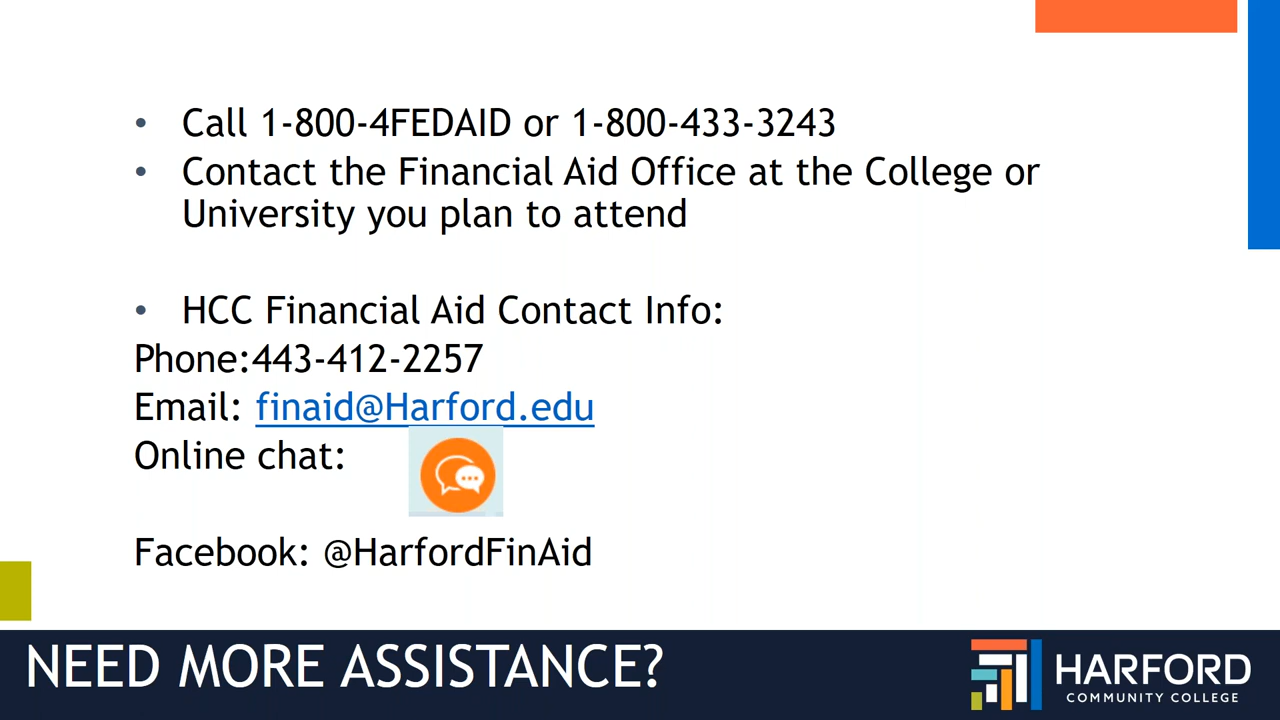 • Call 1-800-4FEDAID or 1-800-433-3243
• Contact the Financial Aid Office at the College or
University you plan to attend
• HCC Financial Aid Contact Info:
Phone:443-412-2257
Email: finaid@Harford.edu
Online chat:
Facebook: @HarfordFinAid
NEED MORE ASSISTANCE?
HARFORD
COMMUNITY COLLEGE